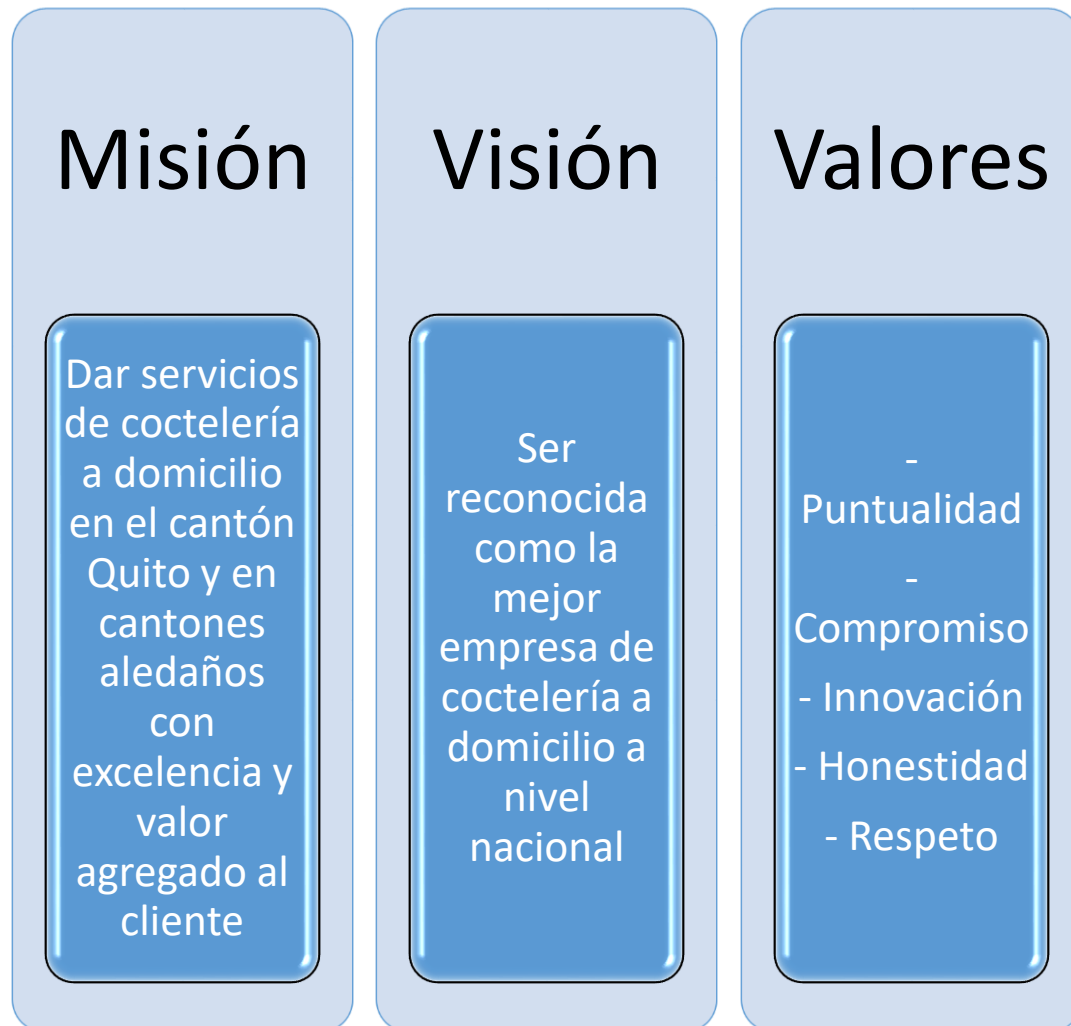 Misión
Dar servicios
de coctelería
a domicilio
en el cantón
Quito y en
cantones
aledaños
con
excelencia y
valor
agregado al
cliente
Visión
Ser
reconocida
como la
mejor
empresa de
coctelería a
domicilio a
nivel
nacional
Valores
-
Puntualidad
-
Compromiso
- Innovación
- Honestidad
- Respeto